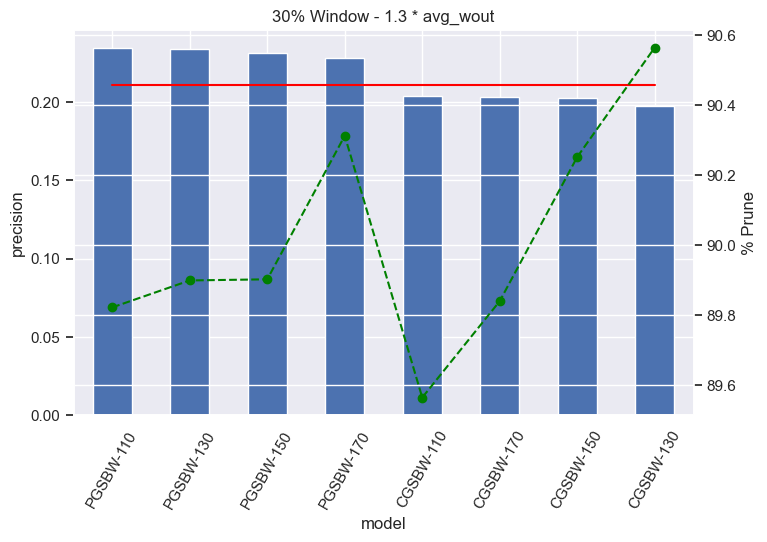 30% Window - 1.3 * avg_wout
precision
0.20
0.15
0.10
0.05
0.00
90.6
90.4
90.2
90.0
89.8
89.6
% Prune
PGSBW-110
PGSBW-130
PGSBW-150
PGSBW-170
CGSBW-110
CGSBW-170
CGSBW-150
CGSBW-130
model